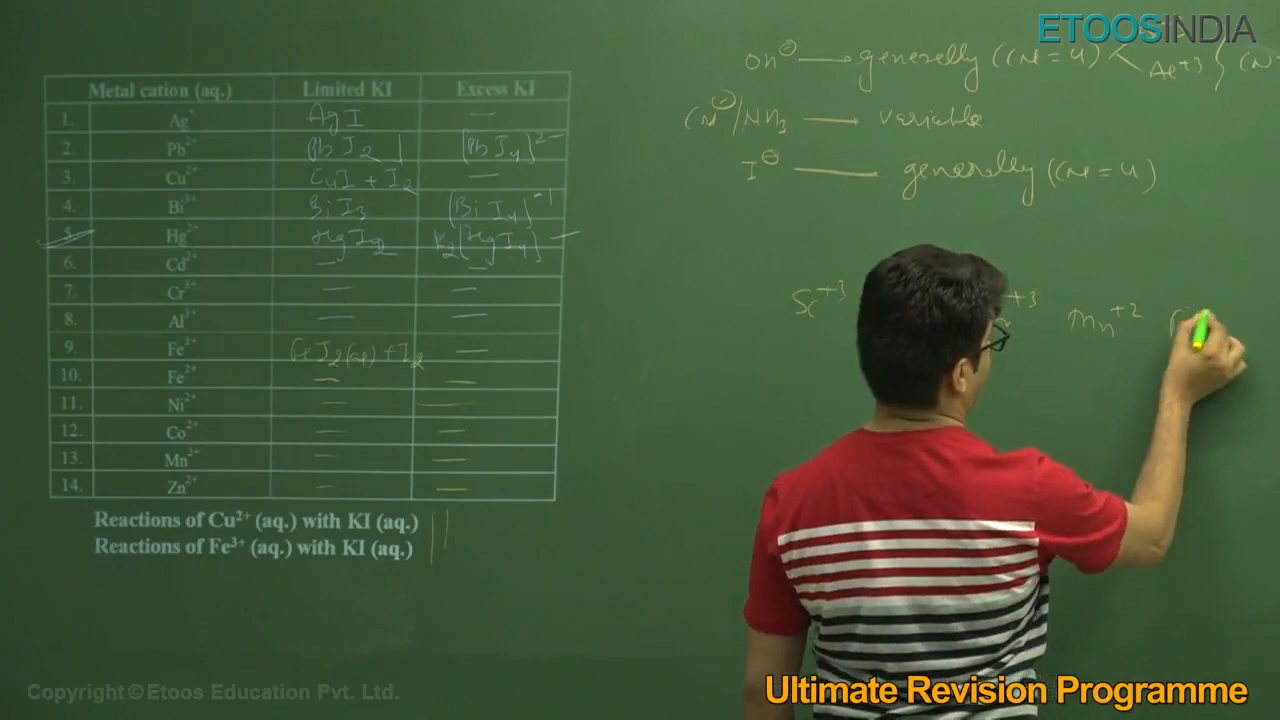 ETOOSINDIA
OH⊖ → generally (CN = 4) < Al+3 } (N=
CN⊖/NH3 → variable
I⊖ — generally (CN = 4)
Sc+3 +3 Mn+2
Metal cation (aq.) Limited KI Excess KI
1. Ag+ AgI —
2. Pb2+ PbI2 ↓ [PbI4]2−
3. Cu2+ CuI + I2 —
4. Bi3+ BiI3 [BiI4]−1
5. Hg2+ HgI2 K2[HgI4] —
6. Cd2+ — —
7. Cr3+ — —
8. Al3+ — —
9. Fe3+ FeI2(aq) + I2 —
10. Fe2+ — —
11. Ni2+ — —
12. Co2+ — —
13. Mn2+ — —
14. Zn2+ — —
Reactions of Cu2+ (aq.) with KI (aq.)
Reactions of Fe3+ (aq.) with KI (aq.)
Copyright © Etoos Education Pvt. Ltd.
Ultimate Revision Programme